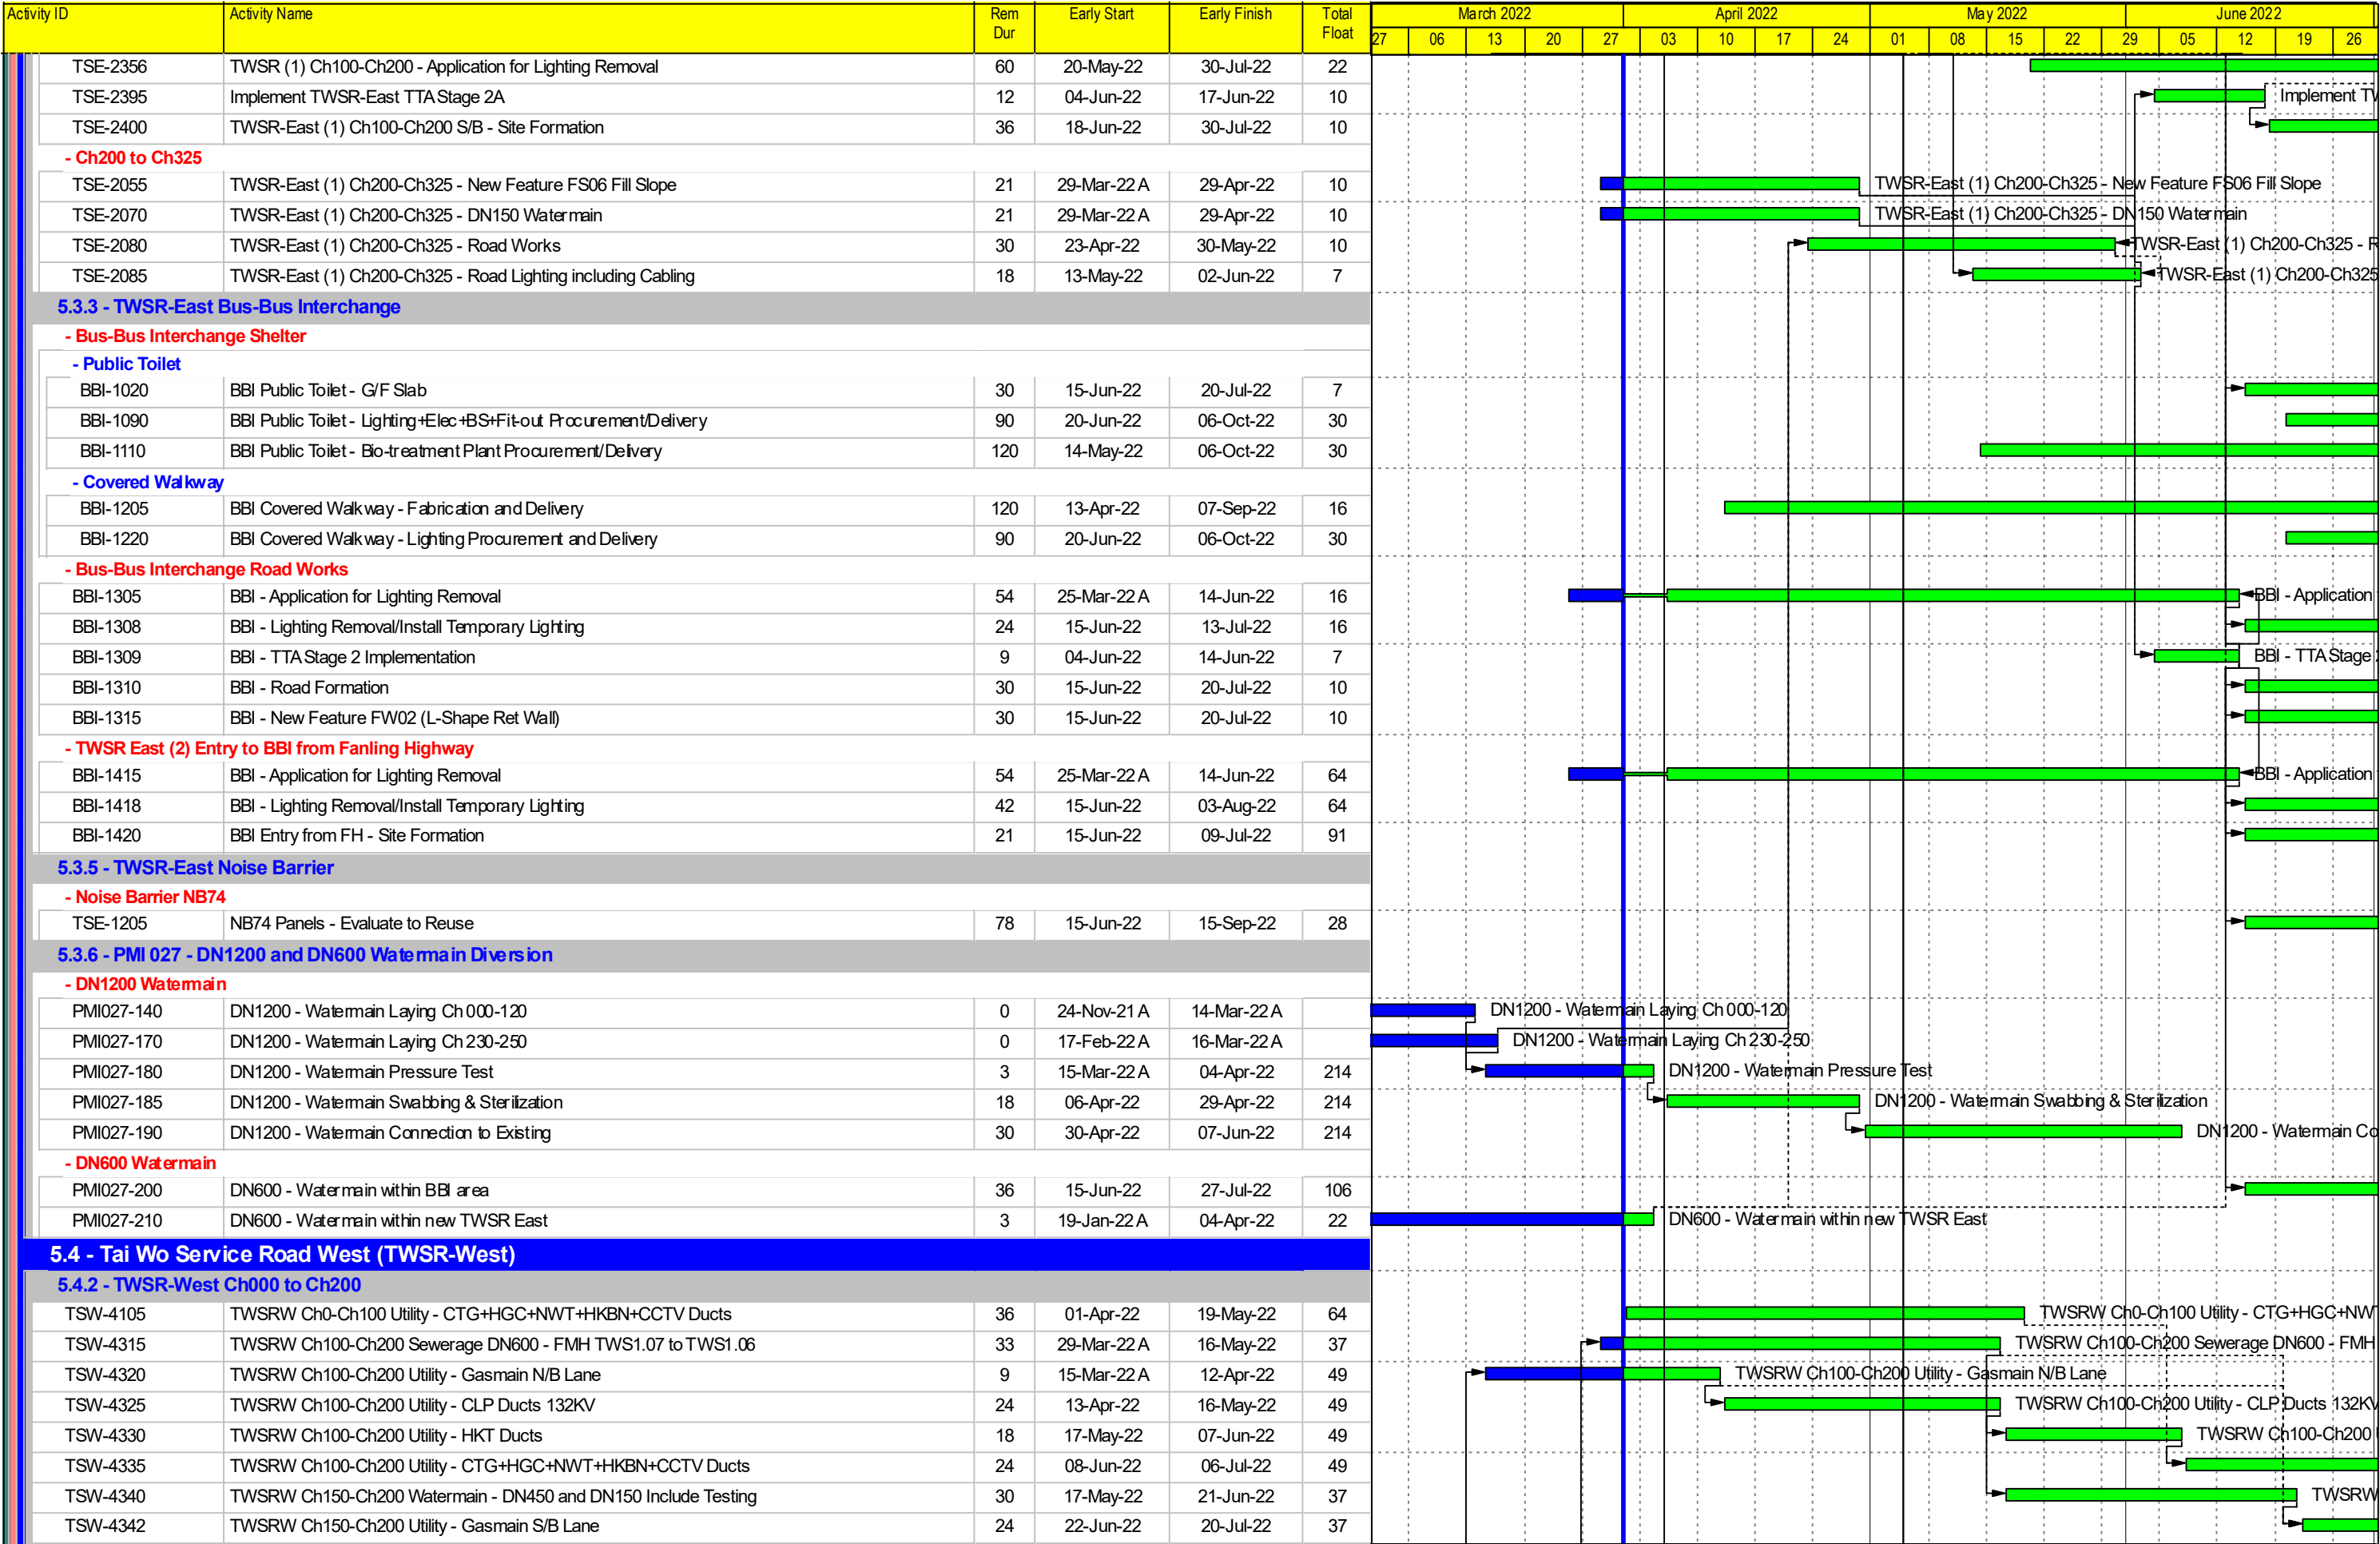 Activity ID Activity Name Rem Dur Early Start Early Finish Total Float March 2022 April 2022 May 2022 June 2022
27 06 13 20 27 03 10 17 24 01 08 15 22 29 05 12 19 26
TSE-2356 TWSR (1) Ch100-Ch200 - Application for Lighting Removal 60 20-May-22 30-Jul-22 22
TSE-2395 Implement TWSR-East TTA Stage 2A 12 04-Jun-22 17-Jun-22 10 Implement TW
TSE-2400 TWSR-East (1) Ch100-Ch200 S/B - Site Formation 36 18-Jun-22 30-Jul-22 10
- Ch200 to Ch325
TSE-2055 TWSR-East (1) Ch200-Ch325 - New Feature FS06 Fill Slope 21 29-Mar-22 A 29-Apr-22 10 TWSR-East (1) Ch200-Ch325 - New Feature FS06 Fill Slope
TSE-2070 TWSR-East (1) Ch200-Ch325 - DN150 Watermain 21 29-Mar-22 A 29-Apr-22 10 TWSR-East (1) Ch200-Ch325 - DN150 Watermain
TSE-2080 TWSR-East (1) Ch200-Ch325 - Road Works 30 23-Apr-22 30-May-22 10 TWSR-East (1) Ch200-Ch325 - R
TSE-2085 TWSR-East (1) Ch200-Ch325 - Road Lighting including Cabling 18 13-May-22 02-Jun-22 7 TWSR-East (1) Ch200-Ch325
5.3.3 - TWSR-East Bus-Bus Interchange
- Bus-Bus Interchange Shelter
- Public Toilet
BBI-1020 BBI Public Toilet - G/F Slab 30 15-Jun-22 20-Jul-22 7
BBI-1090 BBI Public Toilet - Lighting+Elec+BS+Fit-out Procurement/Delivery 90 20-Jun-22 06-Oct-22 30
BBI-1110 BBI Public Toilet - Bio-treatment Plant Procurement/Delivery 120 14-May-22 06-Oct-22 30
- Covered Walkway
BBI-1205 BBI Covered Walkway - Fabrication and Delivery 120 13-Apr-22 07-Sep-22 16
BBI-1220 BBI Covered Walkway - Lighting Procurement and Delivery 90 20-Jun-22 06-Oct-22 30
- Bus-Bus Interchange Road Works
BBI-1305 BBI - Application for Lighting Removal 54 25-Mar-22 A 14-Jun-22 16 BBI - Application
BBI-1308 BBI - Lighting Removal/Install Temporary Lighting 24 15-Jun-22 13-Jul-22 16
BBI-1309 BBI - TTA Stage 2 Implementation 9 04-Jun-22 14-Jun-22 7 BBI - TTA Stage 2
BBI-1310 BBI - Road Formation 30 15-Jun-22 20-Jul-22 10
BBI-1315 BBI - New Feature FW02 (L-Shape Ret Wall) 30 15-Jun-22 20-Jul-22 10
- TWSR East (2) Entry to BBI from Fanling Highway
BBI-1415 BBI - Application for Lighting Removal 54 25-Mar-22 A 14-Jun-22 64 BBI - Application
BBI-1418 BBI - Lighting Removal/Install Temporary Lighting 42 15-Jun-22 03-Aug-22 64
BBI-1420 BBI Entry from FH - Site Formation 21 15-Jun-22 09-Jul-22 91
5.3.5 - TWSR-East Noise Barrier
- Noise Barrier NB74
TSE-1205 NB74 Panels - Evaluate to Reuse 78 15-Jun-22 15-Sep-22 28
5.3.6 - PMI 027 - DN1200 and DN600 Watermain Diversion
- DN1200 Watermain
PMI027-140 DN1200 - Watermain Laying Ch 000-120 0 24-Nov-21 A 14-Mar-22 A DN1200 - Watermain Laying Ch 000-120
PMI027-170 DN1200 - Watermain Laying Ch 230-250 0 17-Feb-22 A 16-Mar-22 A DN1200 - Watermain Laying Ch 230-250
PMI027-180 DN1200 - Watermain Pressure Test 3 15-Mar-22 A 04-Apr-22 214 DN1200 - Watermain Pressure Test
PMI027-185 DN1200 - Watermain Swabbing & Sterilization 18 06-Apr-22 29-Apr-22 214 DN1200 - Watermain Swabbing & Sterilization
PMI027-190 DN1200 - Watermain Connection to Existing 30 30-Apr-22 07-Jun-22 214 DN1200 - Watermain Co
- DN600 Watermain
PMI027-200 DN600 - Watermain within BBI area 36 15-Jun-22 27-Jul-22 106
PMI027-210 DN600 - Watermain within new TWSR East 3 19-Jan-22 A 04-Apr-22 22 DN600 - Watermain within new TWSR East
5.4 - Tai Wo Service Road West (TWSR-West)
5.4.2 - TWSR-West Ch000 to Ch200
TSW-4105 TWSRW Ch0-Ch100 Utility - CTG+HGC+NWT+HKBN+CCTV Ducts 36 01-Apr-22 19-May-22 64 TWSRW Ch0-Ch100 Utility - CTG+HGC+NWT
TSW-4315 TWSRW Ch100-Ch200 Sewerage DN600 - FMH TWS1.07 to TWS1.06 33 29-Mar-22 A 16-May-22 37 TWSRW Ch100-Ch200 Sewerage DN600 - FMH
TSW-4320 TWSRW Ch100-Ch200 Utility - Gasmain N/B Lane 9 15-Mar-22 A 12-Apr-22 49 TWSRW Ch100-Ch200 Utility - Gasmain N/B Lane
TSW-4325 TWSRW Ch100-Ch200 Utility - CLP Ducts 132KV 24 13-Apr-22 16-May-22 49 TWSRW Ch100-Ch200 Utility - CLP Ducts 132KV
TSW-4330 TWSRW Ch100-Ch200 Utility - HKT Ducts 18 17-May-22 07-Jun-22 49 TWSRW Ch100-Ch200
TSW-4335 TWSRW Ch100-Ch200 Utility - CTG+HGC+NWT+HKBN+CCTV Ducts 24 08-Jun-22 06-Jul-22 49
TSW-4340 TWSRW Ch150-Ch200 Watermain - DN450 and DN150 Include Testing 30 17-May-22 21-Jun-22 37 TWSRW
TSW-4342 TWSRW Ch150-Ch200 Utility - Gasmain S/B Lane 24 22-Jun-22 20-Jul-22 37